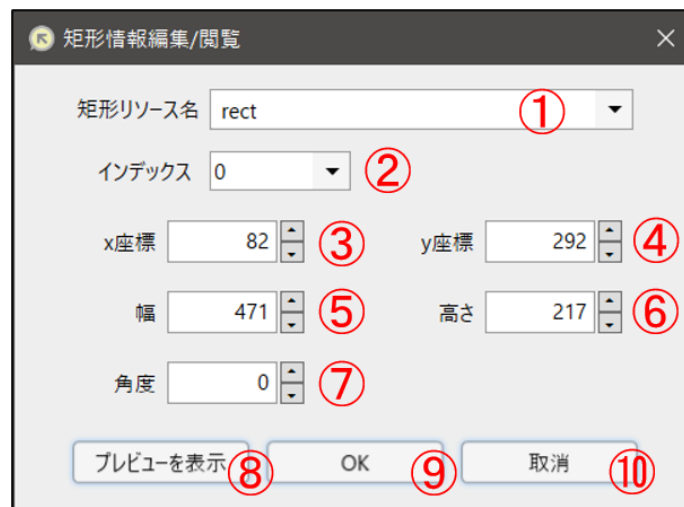 矩形情報編集/閲覧
矩形リソース名 rect ①
インデックス 0 ②
x座標 82 ③ y座標 292 ④
幅 471 ⑤ 高さ 217 ⑥
角度 0 ⑦
プレビューを表示 ⑧ OK ⑨ 取消 ⑩